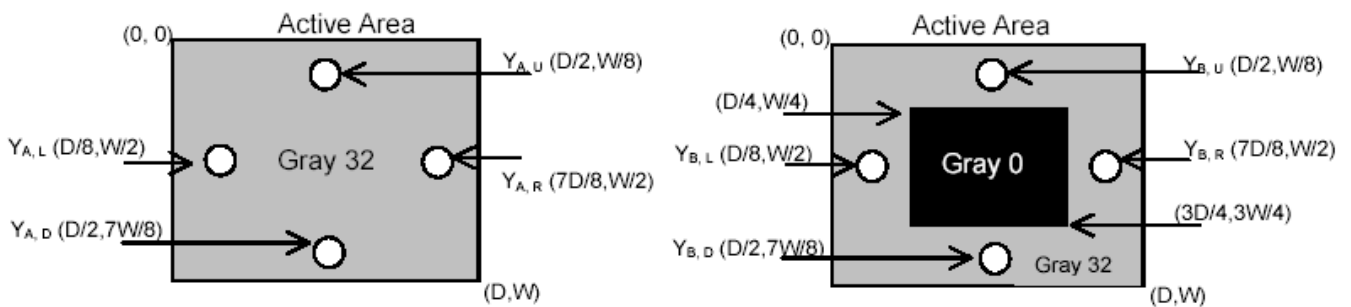 Active Area
(0, 0)
YA, U (D/2,W/8)
YA, L (D/8,W/2)
Gray 32
YA, R (7D/8,W/2)
YA, D (D/2,7W/8)
(D,W)
Active Area
(0, 0)
YB, U (D/2,W/8)
(D/4,W/4)
YB, L (D/8,W/2)
Gray 0
YB, R (7D/8,W/2)
(3D/4,3W/4)
YB, D (D/2,7W/8)
Gray 32
(D,W)